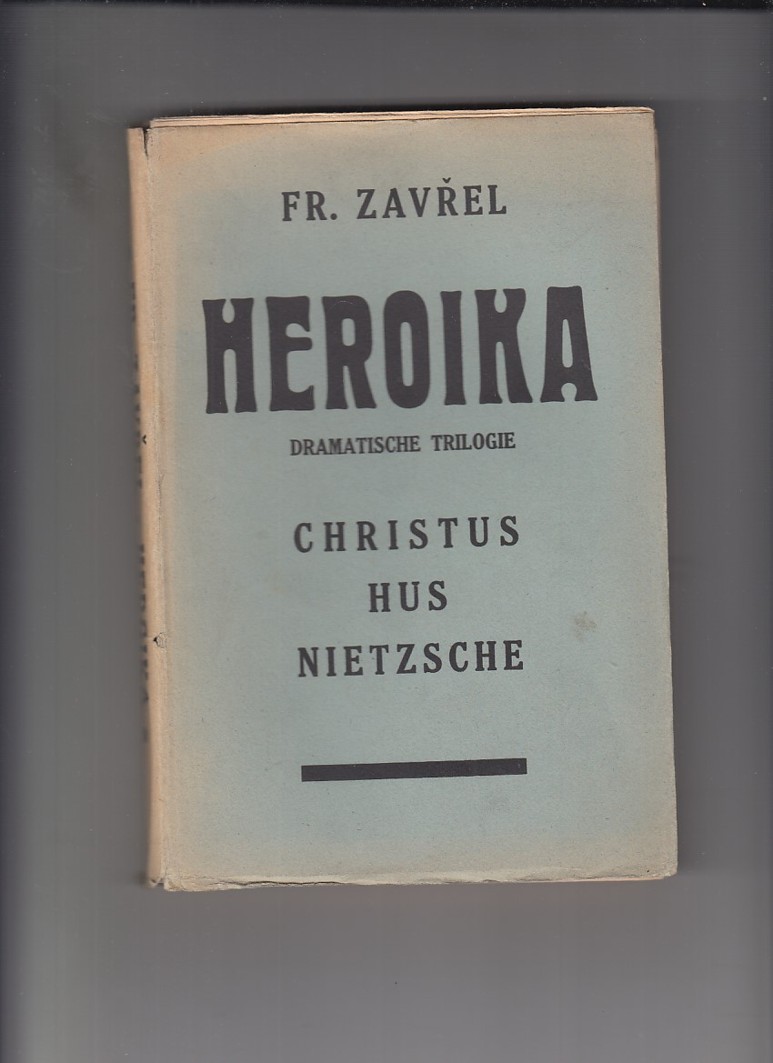 FR. ZAVŘEL
HEROIKA
DRAMATISCHE TRILOGIE
CHRISTUS
HUS
NIETZSCHE